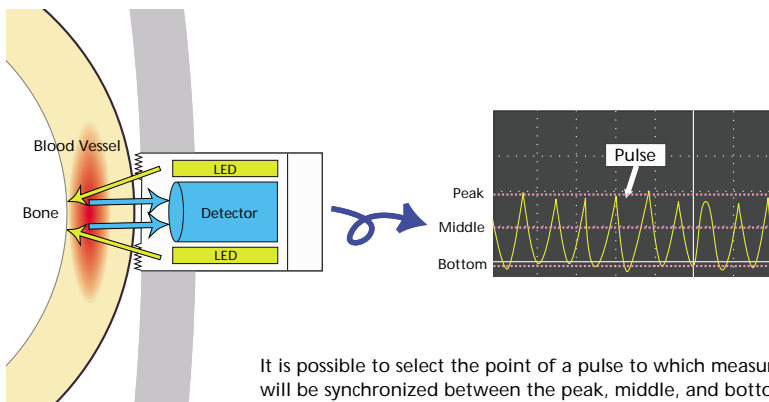 Blood Vessel
LED
Bone
Detector
LED
Pulse
Peak
Middle
Bottom
It is possible to select the point of a pulse to which
will be synchronized between the peak, middle, and